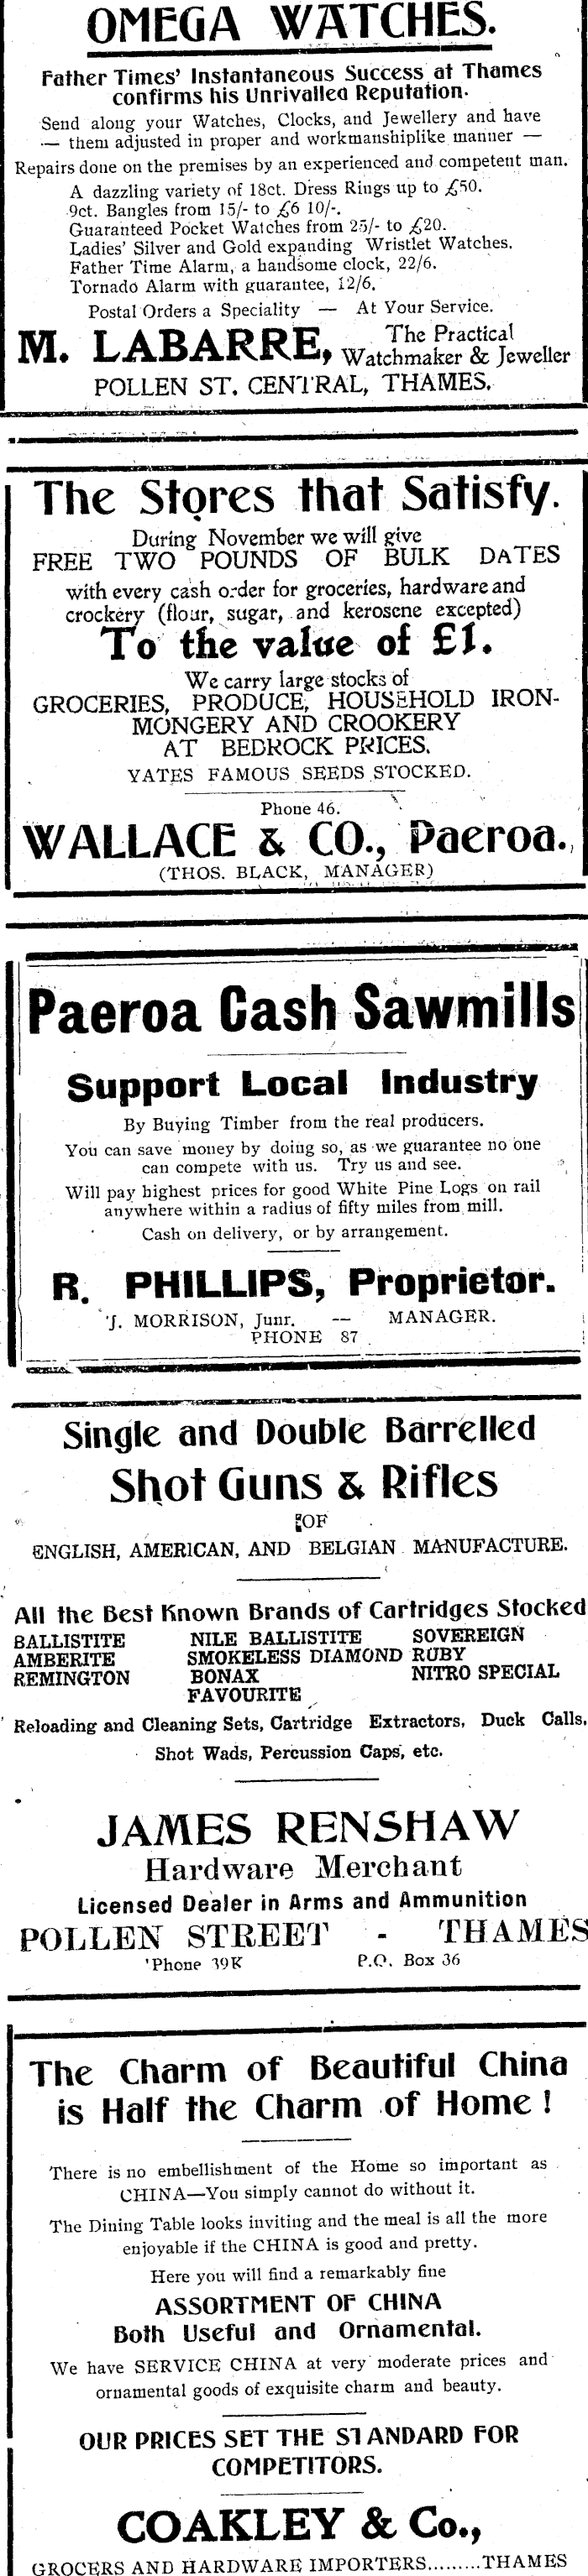 OMEGA WATCHES.
Father Times' Instantaneous Success at Thames
confirms his Unrivalled Reputation.
Send along your Watches, Clocks, and Jewellery and have
— them adjusted in proper and workmanshiplike manner —
Repairs done on the premises by an experienced and competent man.
A dazzling variety of 18ct. Dress Rings up to £50.
9ct. Bangles from 15/- to £6 10/-.
Guaranteed Pocket Watches from 25/- to £20.
Ladies' Silver and Gold expanding Wristlet Watches.
Father Time Alarm, a handsome clock, 22/6.
Tornado Alarm with guarantee, 12/6.
Postal Orders a Speciality — At Your Service.
M. LABARRE, The Practical
Watchmaker & Jeweller
POLLEN ST. CENTRAL, THAMES.
The Stores that Satisfy.
During November we will give
FREE TWO POUNDS OF BULK DATES
with every cash order for groceries, hardware and
crockery (flour, sugar, and kerosene excepted)
To the value of £1.
We carry large stocks of
GROCERIES, PRODUCE, HOUSEHOLD IRON-
MONGERY AND CROOKERY
AT BEDROCK PRICES.
YATES FAMOUS SEEDS STOCKED.
Phone 46.
WALLACE & CO., Paeroa.
(THOS. BLACK, MANAGER)
Paeroa Cash Sawmills
Support Local Industry
By Buying Timber from the real producers.
You can save money by doing so, as we guarantee no one
can compete with us. Try us and see.
Will pay highest prices for good White Pine Logs on rail
anywhere within a radius of fifty miles from mill.
Cash on delivery, or by arrangement.
R. PHILLIPS, Proprietor.
J. MORRISON, Junr. — MANAGER.
PHONE 87
Single and Double Barrelled
Shot Guns & Rifles
OF
ENGLISH, AMERICAN, AND BELGIAN MANUFACTURE.
All the Best Known Brands of Cartridges Stocked
BALLISTITE NILE BALLISTITE SOVEREIGN
AMBERITE SMOKELESS DIAMOND RUBY
REMINGTON BONAX NITRO SPECIAL
FAVOURITE
Reloading and Cleaning Sets, Cartridge Extractors, Duck Calls,
Shot Wads, Percussion Caps, etc.
JAMES RENSHAW
Hardware Merchant
Licensed Dealer in Arms and Ammunition
POLLEN STREET - THAMES
'Phone 39K P.O. Box 36
The Charm of Beautiful China
is Half the Charm of Home !
There is no embellishment of the Home so important as
CHINA—You simply cannot do without it.
The Dining Table looks inviting and the meal is all the more
enjoyable if the CHINA is good and pretty.
Here you will find a remarkably fine
ASSORTMENT OF CHINA
Both Useful and Ornamental.
We have SERVICE CHINA at very moderate prices and
ornamental goods of exquisite charm and beauty.
OUR PRICES SET THE STANDARD FOR
COMPETITORS.
COAKLEY & Co.,
GROCERS AND HARDWARE IMPORTERS.........THAMES